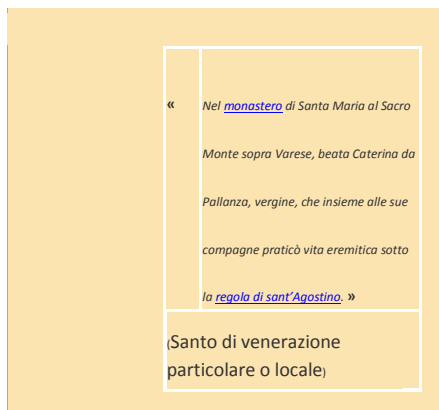 « Nel monastero di Santa Maria al Sacro
Monte sopra Varese, beata Caterina da
Pallanza, vergine, che insieme alle sue
compagne praticò vita eremitica sotto
la regola di sant’Agostino. »
(Santo di venerazione
particolare o locale)